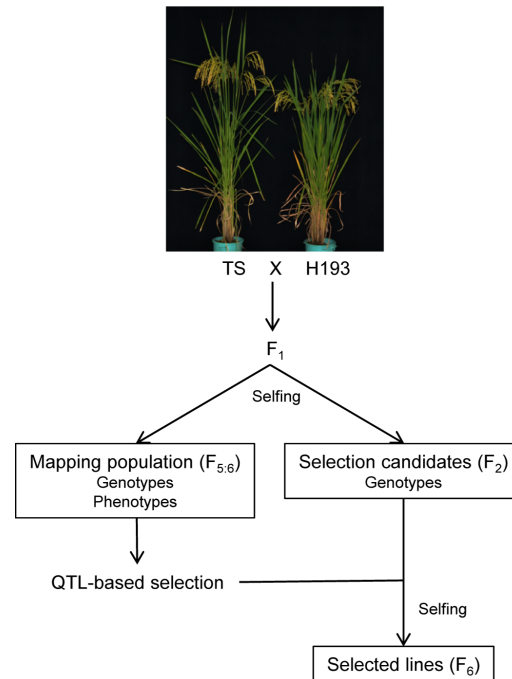 TS X H193
F₁
Selfing
Mapping population (F₅:₆)
Genotypes
Phenotypes
Selection candidates (F₂)
Genotypes
QTL-based selection
Selfing
Selected lines (F₆)